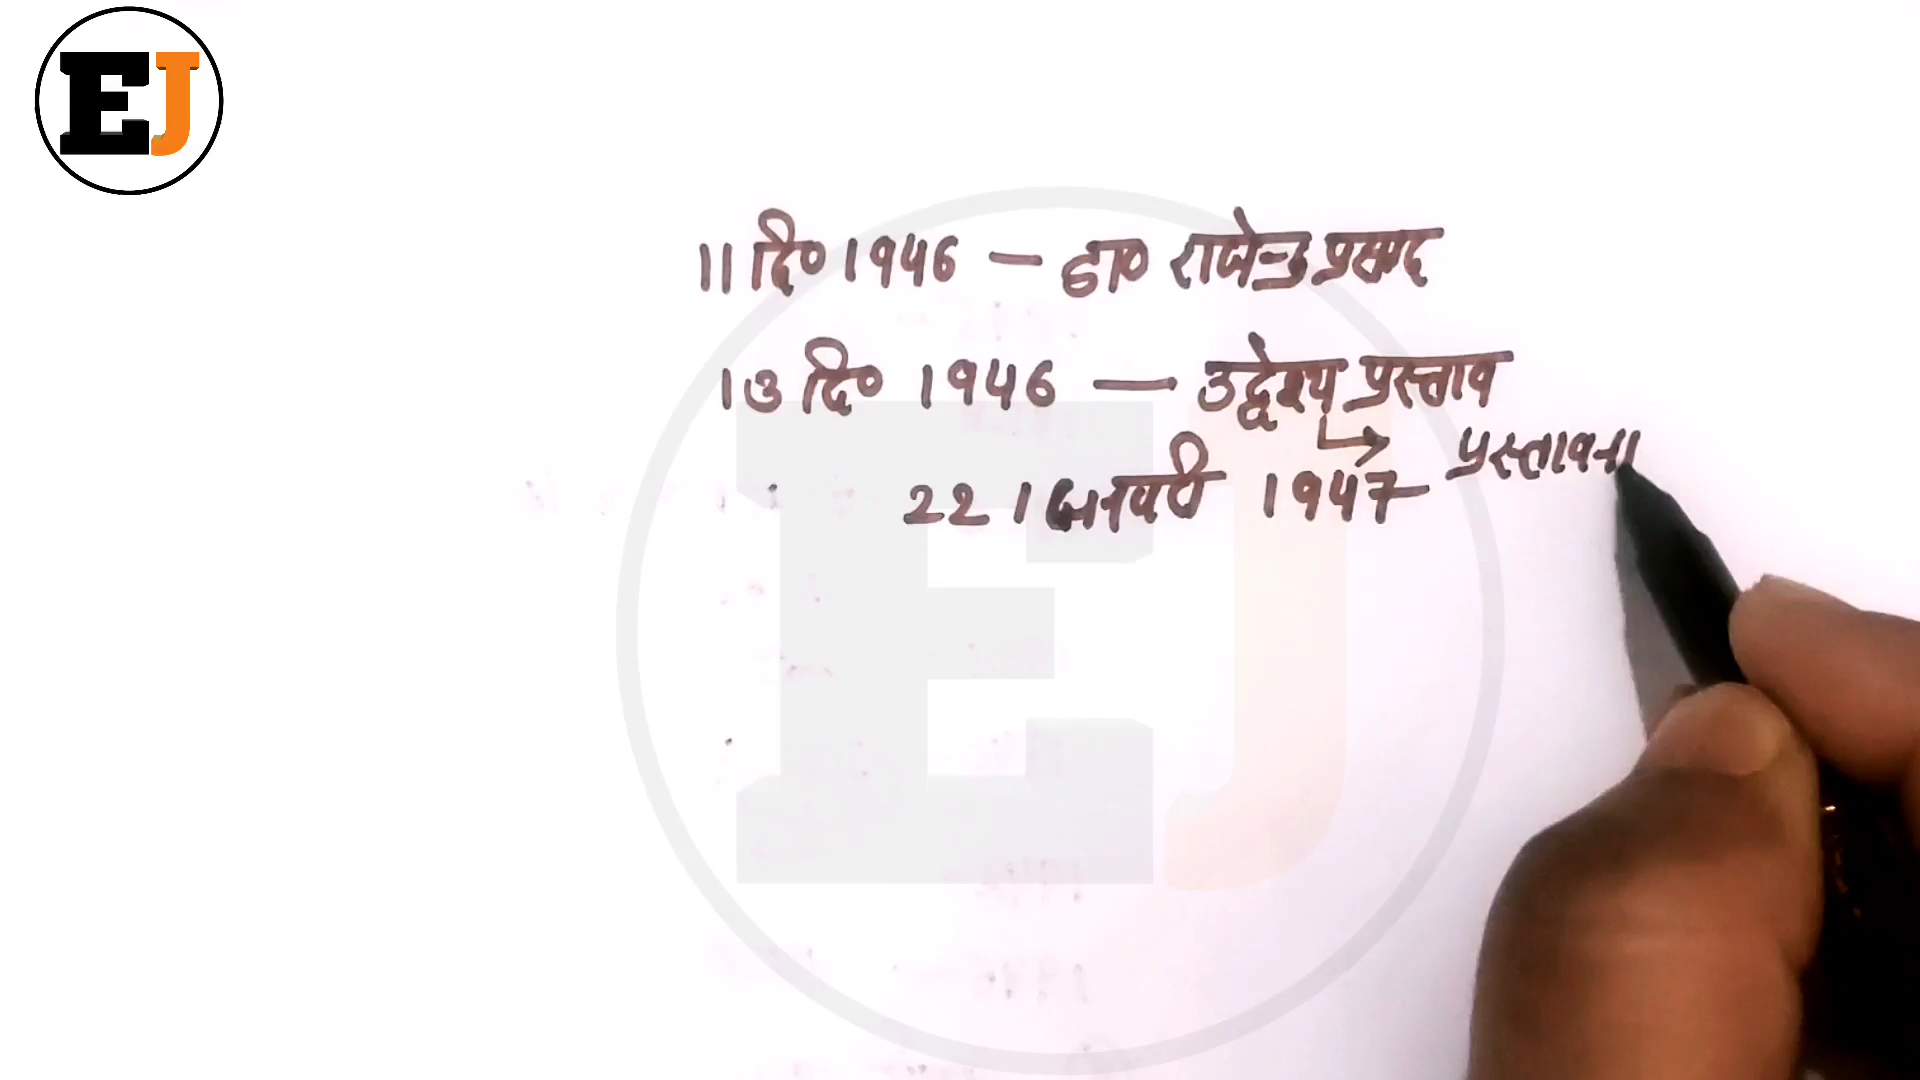 EJ
11 दि० 1946 — डा० राजेन्द्र प्रसाद
13 दि० 1946 — उद्देश्य प्रस्ताव
↳ प्रस्तावना
22 जनवरी 1947